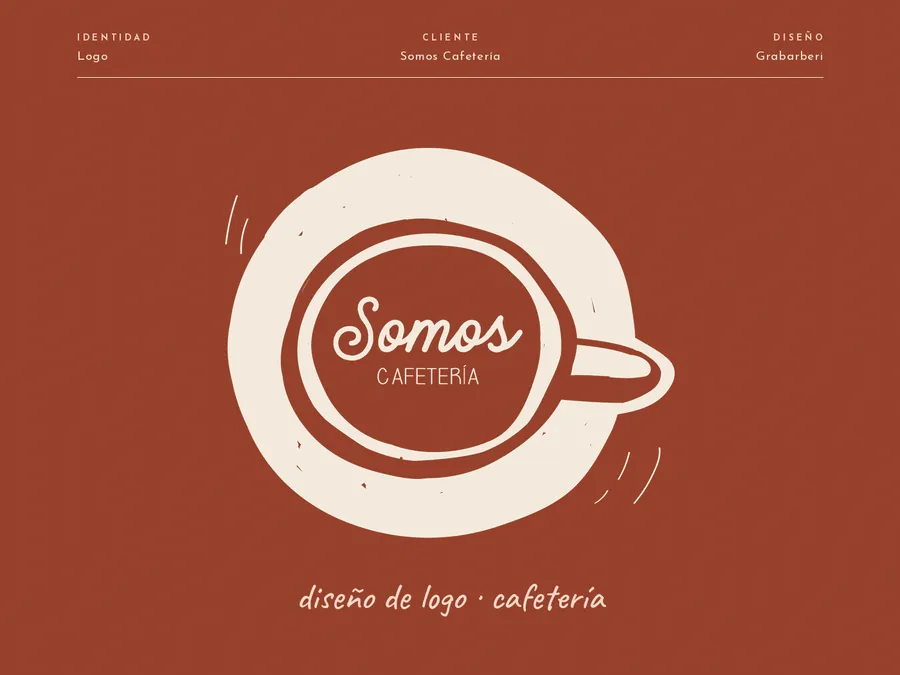 IDENTIDAD
Logo
CLIENTE
Somos Cafetería
DISEÑO
Grabarberi
Somos
CAFETERÍA
diseño de logo · cafetería